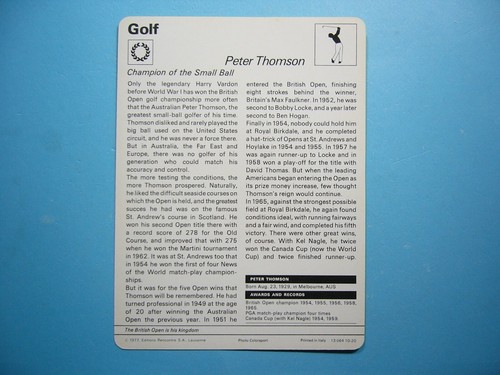 Golf
Peter Thomson
Champion of the Small Ball
Only the legendary Harry Vardon
before World War I has won the British
Open golf championship more often
that the Australian Peter Thomson, the
greatest small-ball golfer of his time.
Thomson disliked and rarely played the
big ball used on the United States
circuit, and he was never a force there.
But in Australia, the Far East and
Europe, there was no golfer of his
generation who could match his
accuracy and control.
The more testing the conditions, the
more Thomson prospered. Naturally,
he liked the difficult seaside courses on
which the Open is held, and the greatest
success he had was on the famous
St. Andrew's course in Scotland. He
won his second Open title there with
a record score of 278 for the Old
Course, and improved that with 275
when he won the Martini tournament
in 1962. It was at St. Andrews too that
in 1954 he won the first of four News
of the World match-play champion-
ships.
But it was for the five Open wins that
Thomson will be remembered. He had
turned professional in 1949 at the age
of 20 after winning the Australian
Open the previous year. In 1951 he
entered the British Open, finishing
eight strokes behind the winner,
Britain's Max Faulkner. In 1952, he was
second to Bobby Locke, and a year later
second to Ben Hogan.
Finally in 1954, nobody could hold him
at Royal Birkdale, and he completed
a hat-trick of Opens at St. Andrews and
Hoylake in 1954 and 1955. In 1957 he
was again runner-up to Locke and in
1958 won a play-off for the title with
David Thomas. But when the leading
Americans began entering the Open as
its prize money increase, few thought
Thomson's reign would continue.
In 1965, against the strongest possible
field at Royal Birkdale, he again found
conditions ideal, with running fairways
and a fair wind, and completed his fifth
victory. There were other great wins,
of course. With Kel Nagle, he twice
won the Canada Cup (now the World
Cup) and twice finished runner-up.
PETER THOMSON
Born Aug. 23, 1929, in Melbourne, AUS
AWARDS AND RECORDS
British Open champion 1954, 1955, 1956, 1958,
1965.
PGA match-play champion four times
Canada Cup (with Kel Nagle) 1954, 1959.
The British Open is his kingdom
Printed in Italy